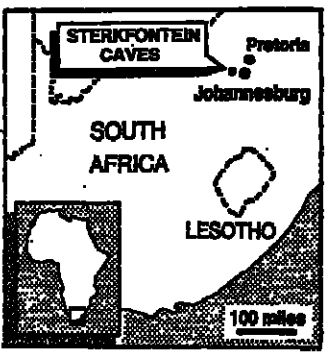 STERKFONTEIN
CAVES
Pretoria
Johannesburg
SOUTH
AFRICA
LESOTHO
100 miles